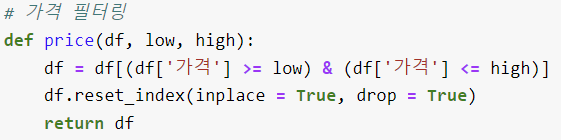 # 가격 필터링
def price(df, low, high):
    df = df[(df['가격'] >= low) & (df['가격'] <= high)]
    df.reset_index(inplace = True, drop = True)
    return df